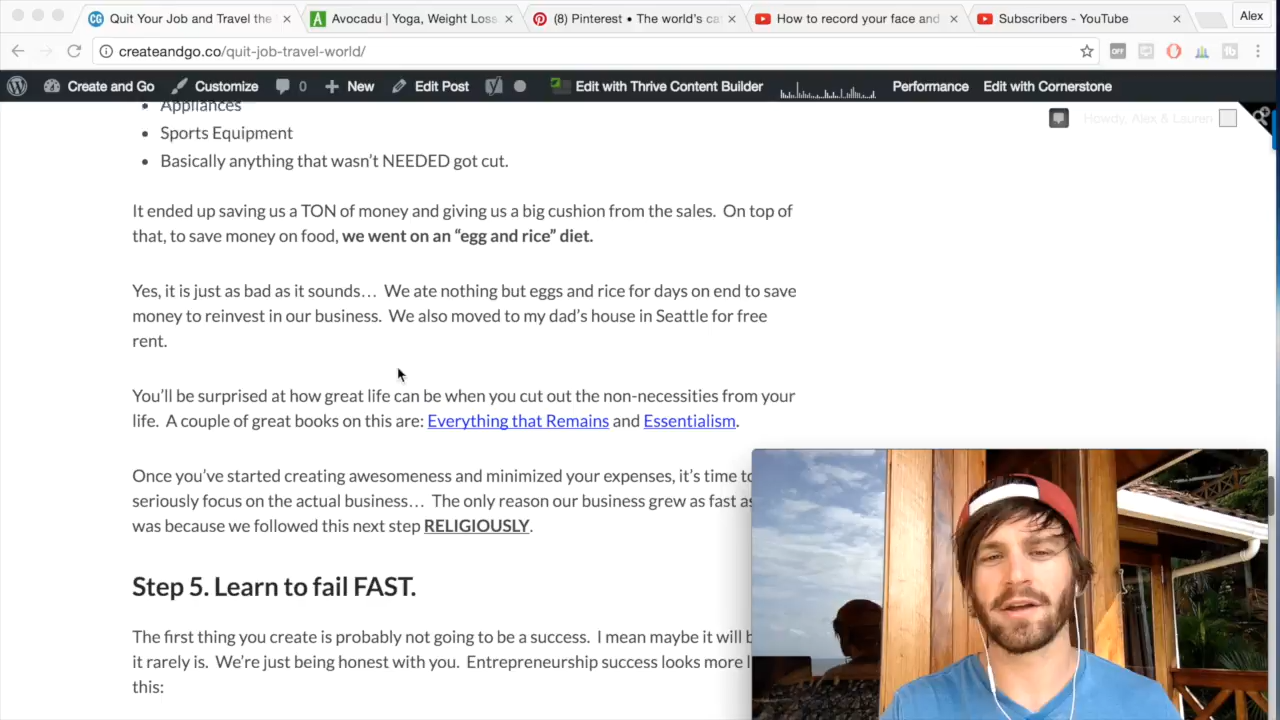 Quit Your Job and Travel the
Avocadu | Yoga, Weight Loss
(8) Pinterest • The world's ca
How to record your face and
Subscribers - YouTube
Alex
createandgo.co/quit-job-travel-world/
Create and Go
Customize
0
New
Edit Post
Edit with Thrive Content Builder
Performance
Edit with Cornerstone
Howdy, Alex & Lauren
• Appliances
• Sports Equipment
• Basically anything that wasn't NEEDED got cut.
It ended up saving us a TON of money and giving us a big cushion from the sales. On top of
that, to save money on food, we went on an “egg and rice” diet.
Yes, it is just as bad as it sounds… We ate nothing but eggs and rice for days on end to save
money to reinvest in our business. We also moved to my dad's house in Seattle for free
rent.
You'll be surprised at how great life can be when you cut out the non-necessities from your
life. A couple of great books on this are: Everything that Remains and Essentialism.
Once you've started creating awesomeness and minimized your expenses, it's time to
seriously focus on the actual business… The only reason our business grew as fast as
was because we followed this next step RELIGIOUSLY.
Step 5. Learn to fail FAST.
The first thing you create is probably not going to be a success. I mean maybe it will b
it rarely is. We're just being honest with you. Entrepreneurship success looks more l
this: